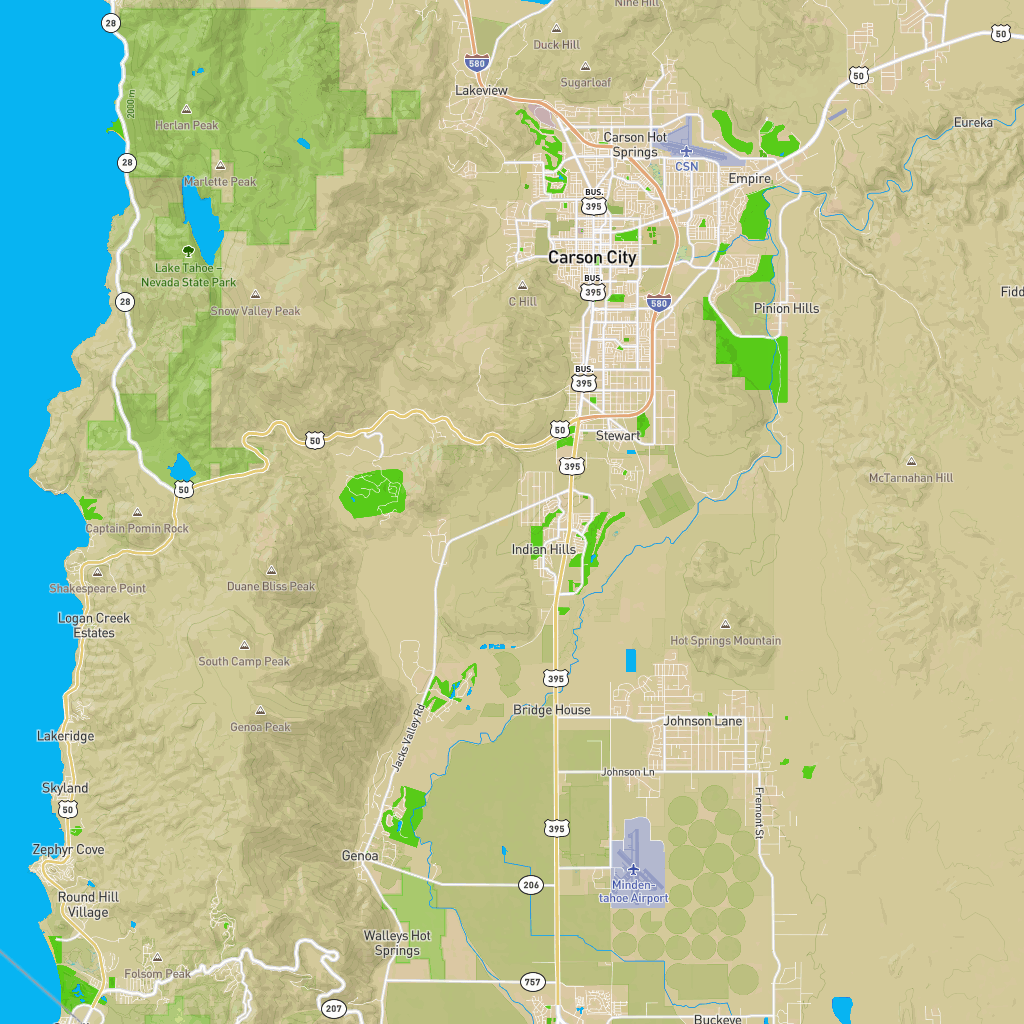 Nine Hill
28
50
Duck Hill
580
50
Sugarloaf
Lakeview
2000 m
Herlan Peak
Eureka
Carson Hot
Springs
28
CSN
Marlette Peak
Empire
BUS.
395
Carson City
Lake Tahoe –
Nevada State Park
BUS.
395
Fidd
28
C Hill
580
Snow Valley Peak
Pinion Hills
BUS.
395
50
50
Stewart
395
McTarnahan Hill
50
Captain Pomin Rock
Indian Hills
Shakespeare Point
Duane Bliss Peak
Logan Creek
Estates
Hot Springs Mountain
South Camp Peak
395
Bridge House
Genoa Peak
Johnson Lane
Jacks Valley Rd
Lakeridge
Johnson Ln
Skyland
50
Fremont St
395
Zephyr Cove
Genoa
Minden-
tahoe Airport
206
Round Hill
Village
Walleys Hot
Springs
Folsom Peak
757
207
Buckeye